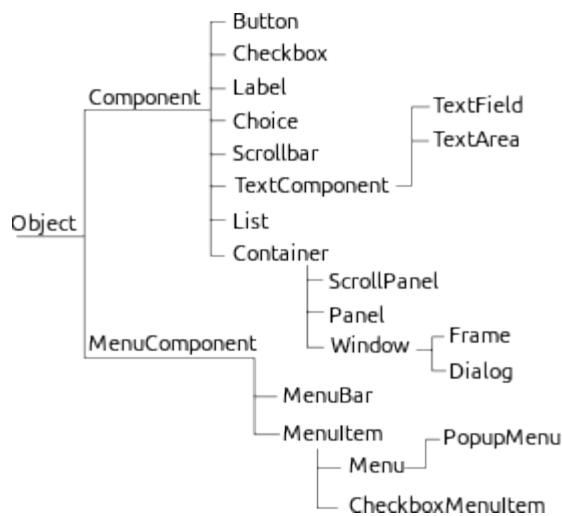 Button
Checkbox
Label
Component
Choice
TextField
Scrollbar
TextArea
TextComponent
Object
List
Container
ScrollPanel
Panel
MenuComponent
Window
Frame
Dialog
MenuBar
MenuItem
PopupMenu
Menu
CheckboxMenuItem